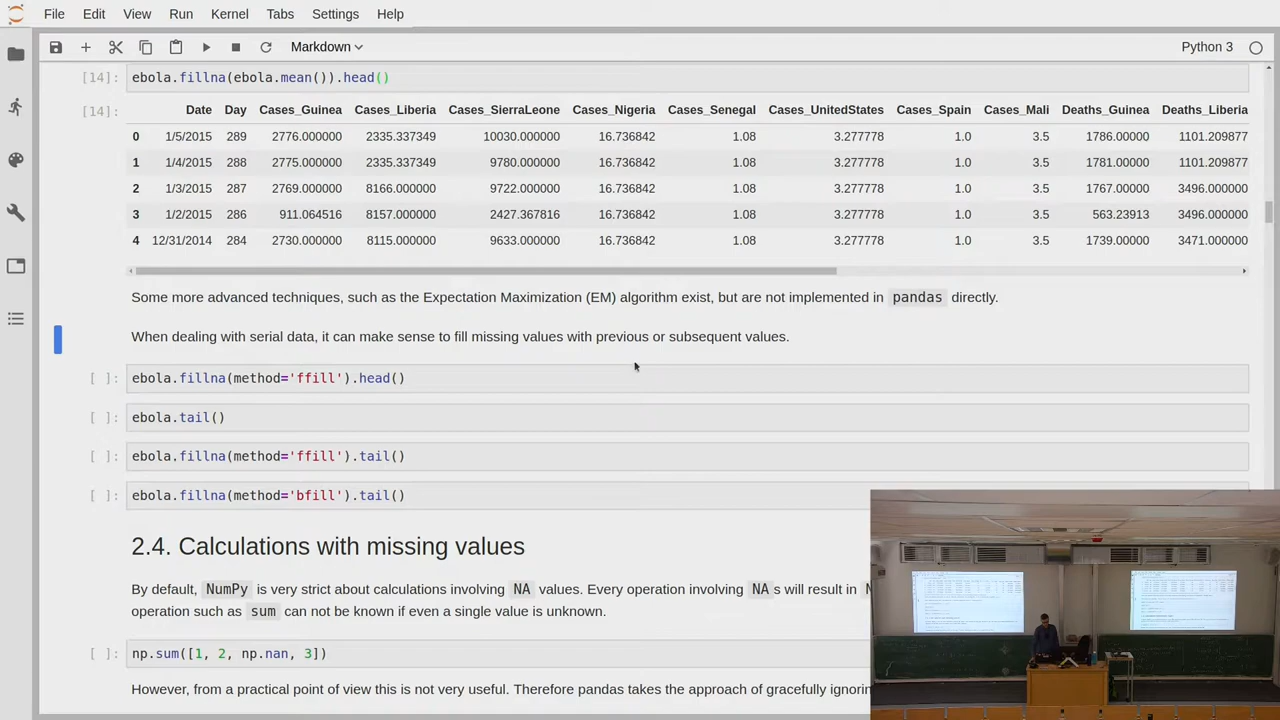 File Edit View Run Kernel Tabs Settings Help
Markdown Python 3
[14]: ebola.fillna(ebola.mean()).head()
[14]: Date Day Cases_Guinea Cases_Liberia Cases_SierraLeone Cases_Nigeria Cases_Senegal Cases_UnitedStates Cases_Spain Cases_Mali Deaths_Guinea Deaths_Liberia
0 1/5/2015 289 2776.000000 2335.337349 10030.000000 16.736842 1.08 3.277778 1.0 3.5 1786.00000 1101.209877
1 1/4/2015 288 2775.000000 2335.337349 9780.000000 16.736842 1.08 3.277778 1.0 3.5 1781.00000 1101.209877
2 1/3/2015 287 2769.000000 8166.000000 9722.000000 16.736842 1.08 3.277778 1.0 3.5 1767.00000 3496.000000
3 1/2/2015 286 911.064516 8157.000000 2427.367816 16.736842 1.08 3.277778 1.0 3.5 563.23913 3496.000000
4 12/31/2014 284 2730.000000 8115.000000 9633.000000 16.736842 1.08 3.277778 1.0 3.5 1739.00000 3471.000000
Some more advanced techniques, such as the Expectation Maximization (EM) algorithm exist, but are not implemented in pandas directly.
When dealing with serial data, it can make sense to fill missing values with previous or subsequent values.
[ ]: ebola.fillna(method='ffill').head()
[ ]: ebola.tail()
[ ]: ebola.fillna(method='ffill').tail()
[ ]: ebola.fillna(method='bfill').tail()
2.4. Calculations with missing values
By default, NumPy is very strict about calculations involving NA values. Every operation involving NA s will result in
operation such as sum can not be known if even a single value is unknown.
[ ]: np.sum([1, 2, np.nan, 3])
However, from a practical point of view this is not very useful. Therefore pandas takes the approach of gracefully